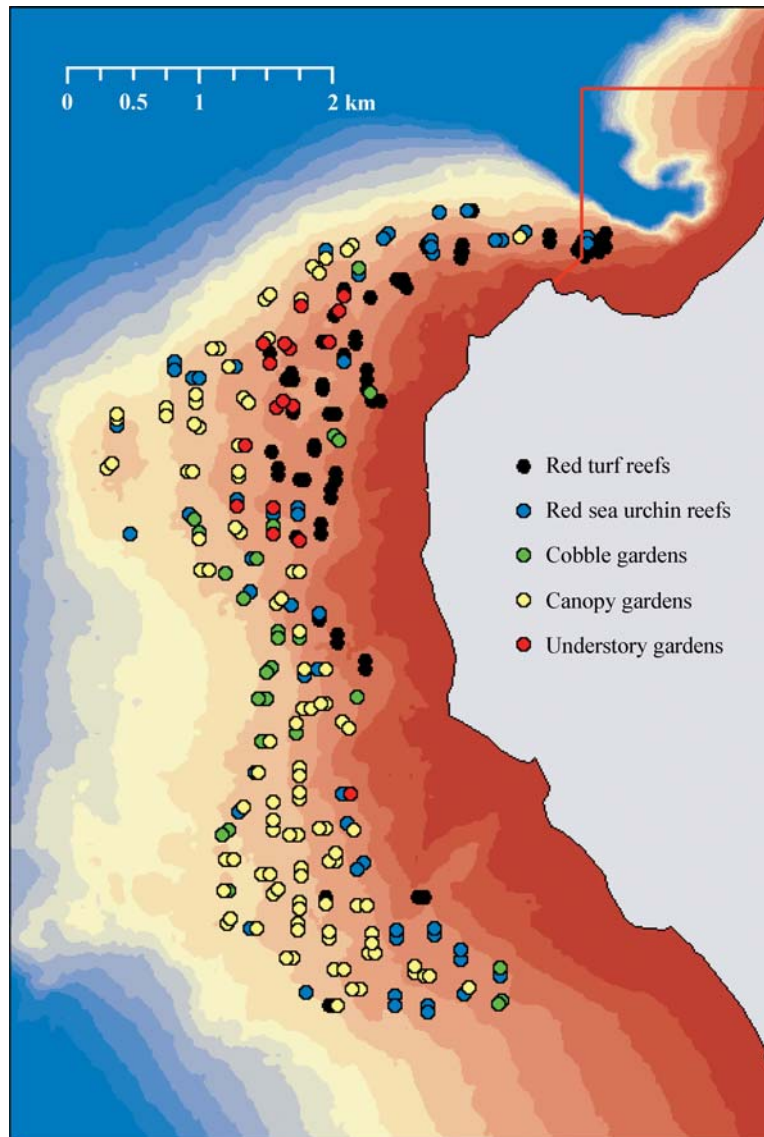 0 0.5 1 2 km
Red turf reefs
Red sea urchin reefs
Cobble gardens
Canopy gardens
Understory gardens